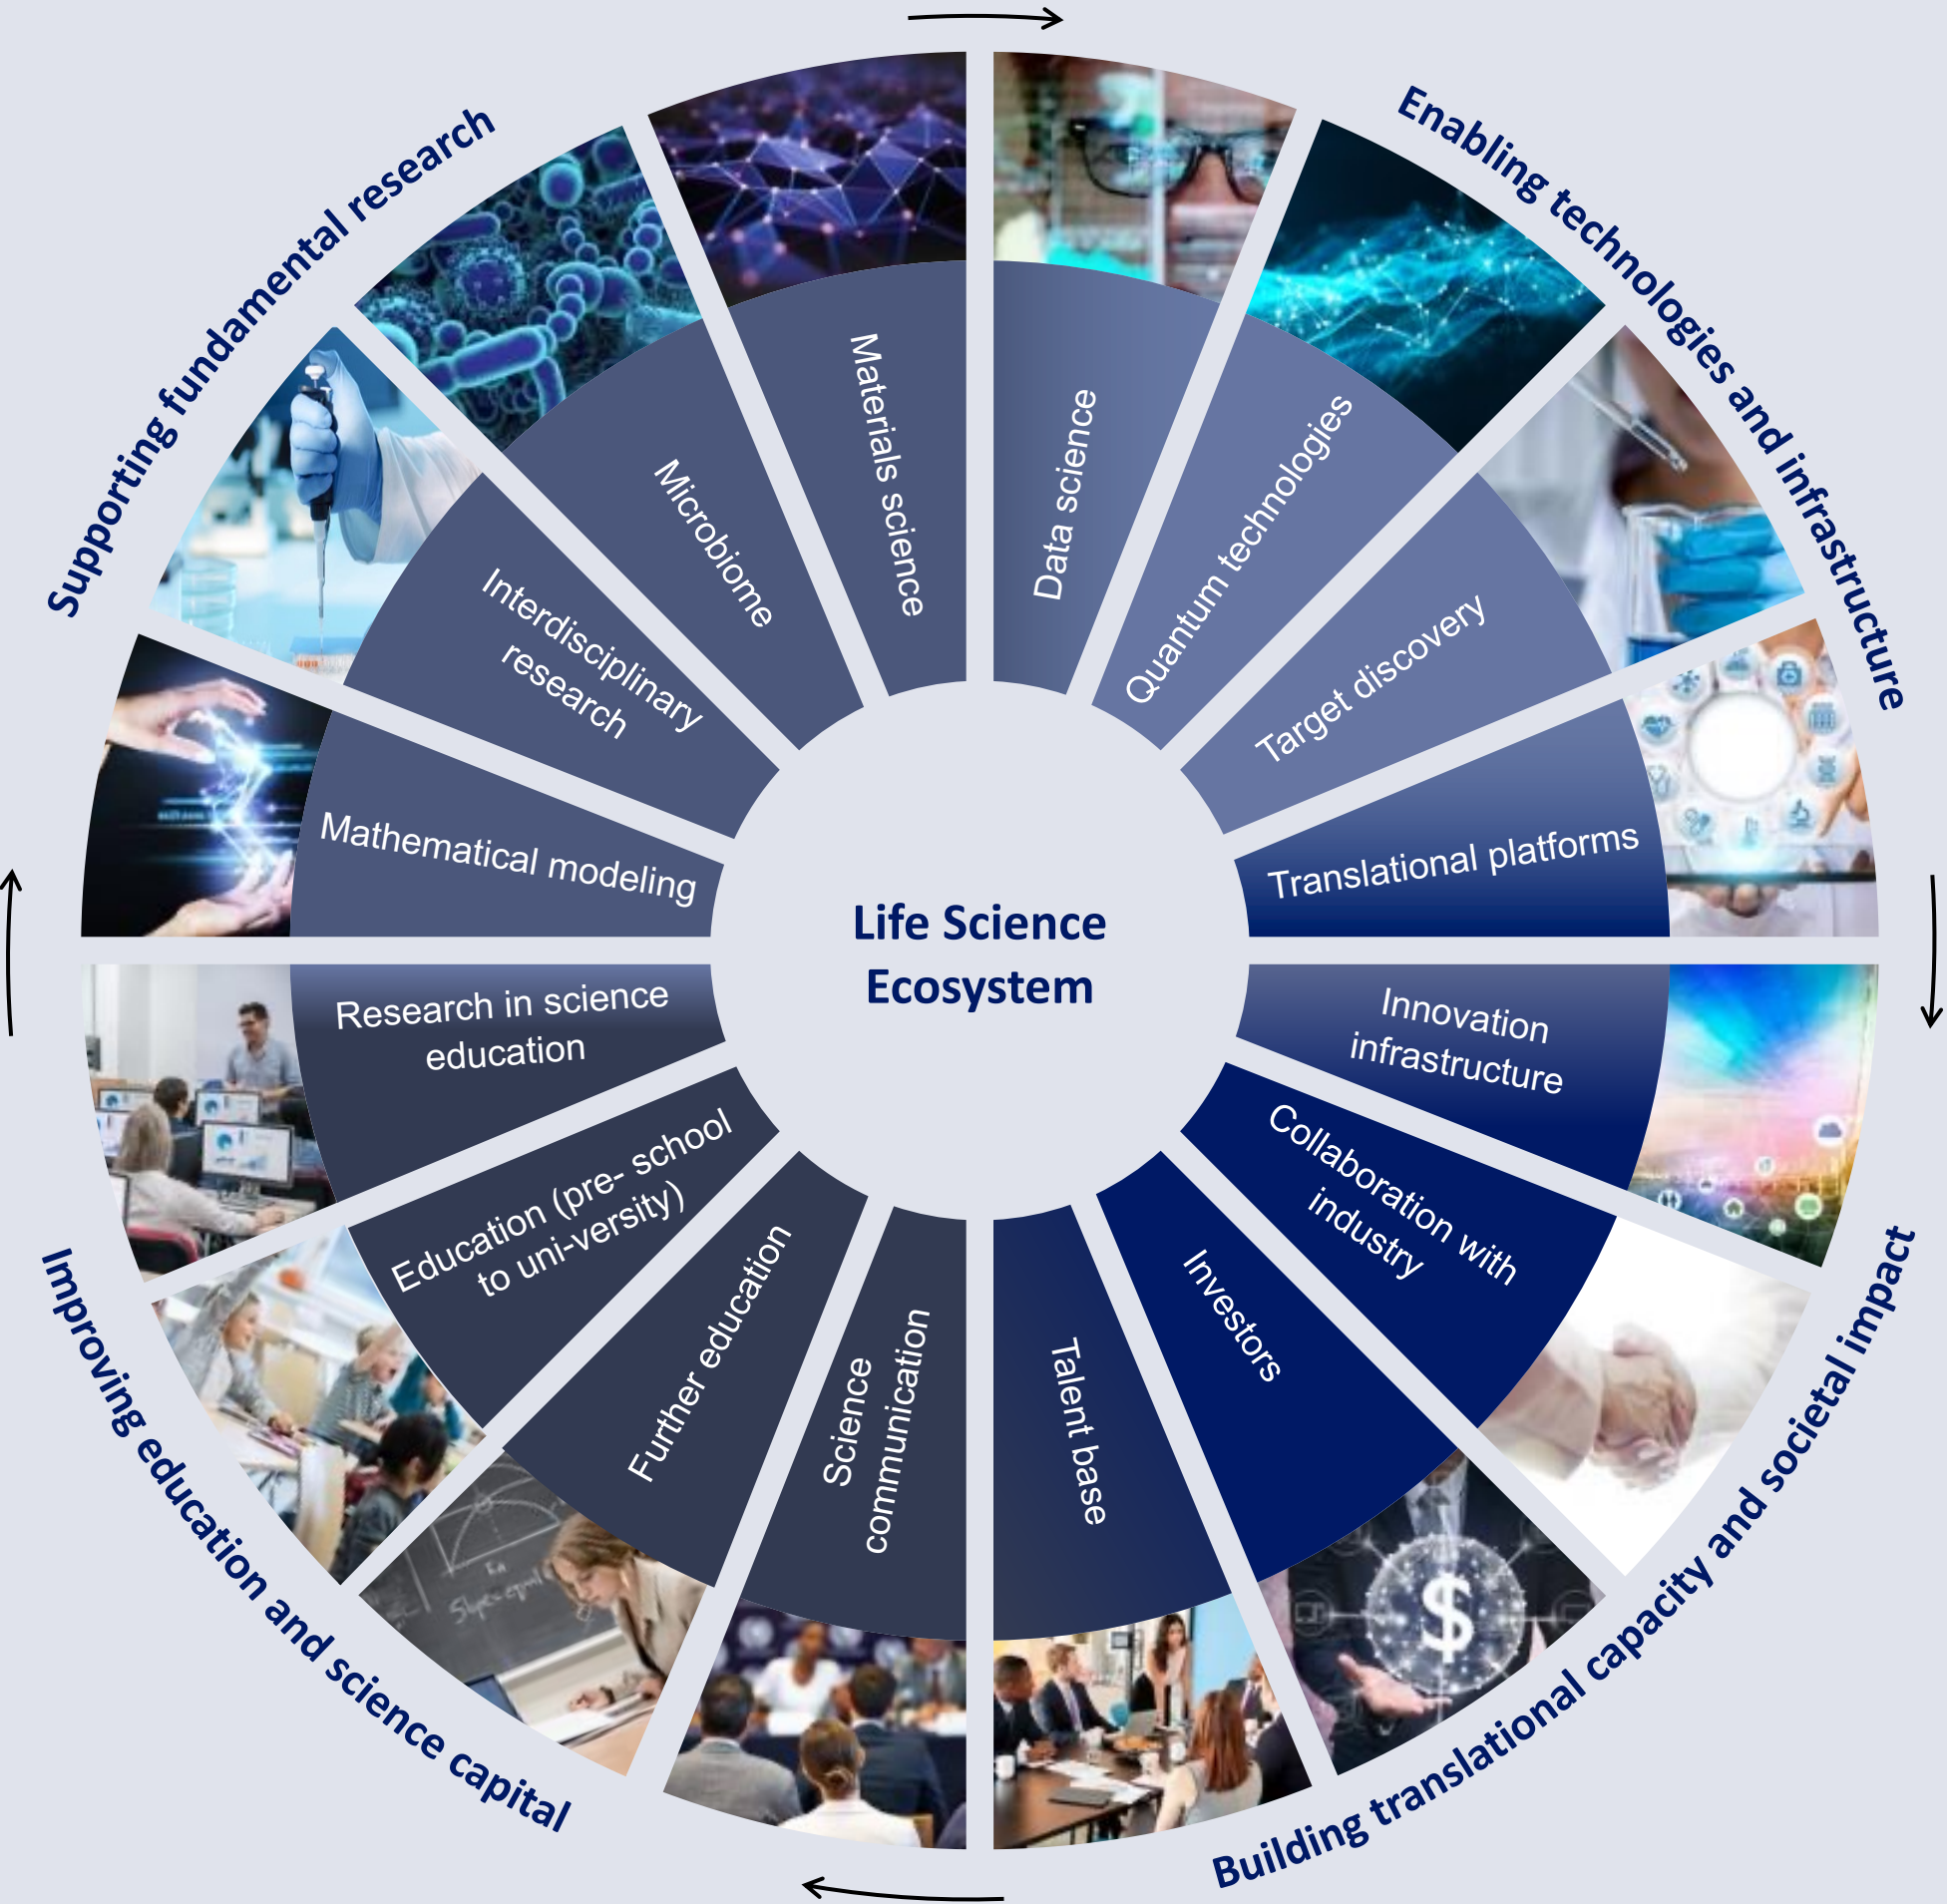 Life Science
Ecosystem
Supporting fundamental research
Mathematical modeling
Interdisciplinary
research
Microbiome
Materials science
Enabling technologies and infrastructure
Data science
Quantum technologies
Target discovery
Translational platforms
Building translational capacity and societal impact
Innovation
infrastructure
Collaboration with
industry
Investors
$
Talent base
Improving education and science capital
Science
communication
Further education
Education (pre- school
to uni-versity)
Research in science
education